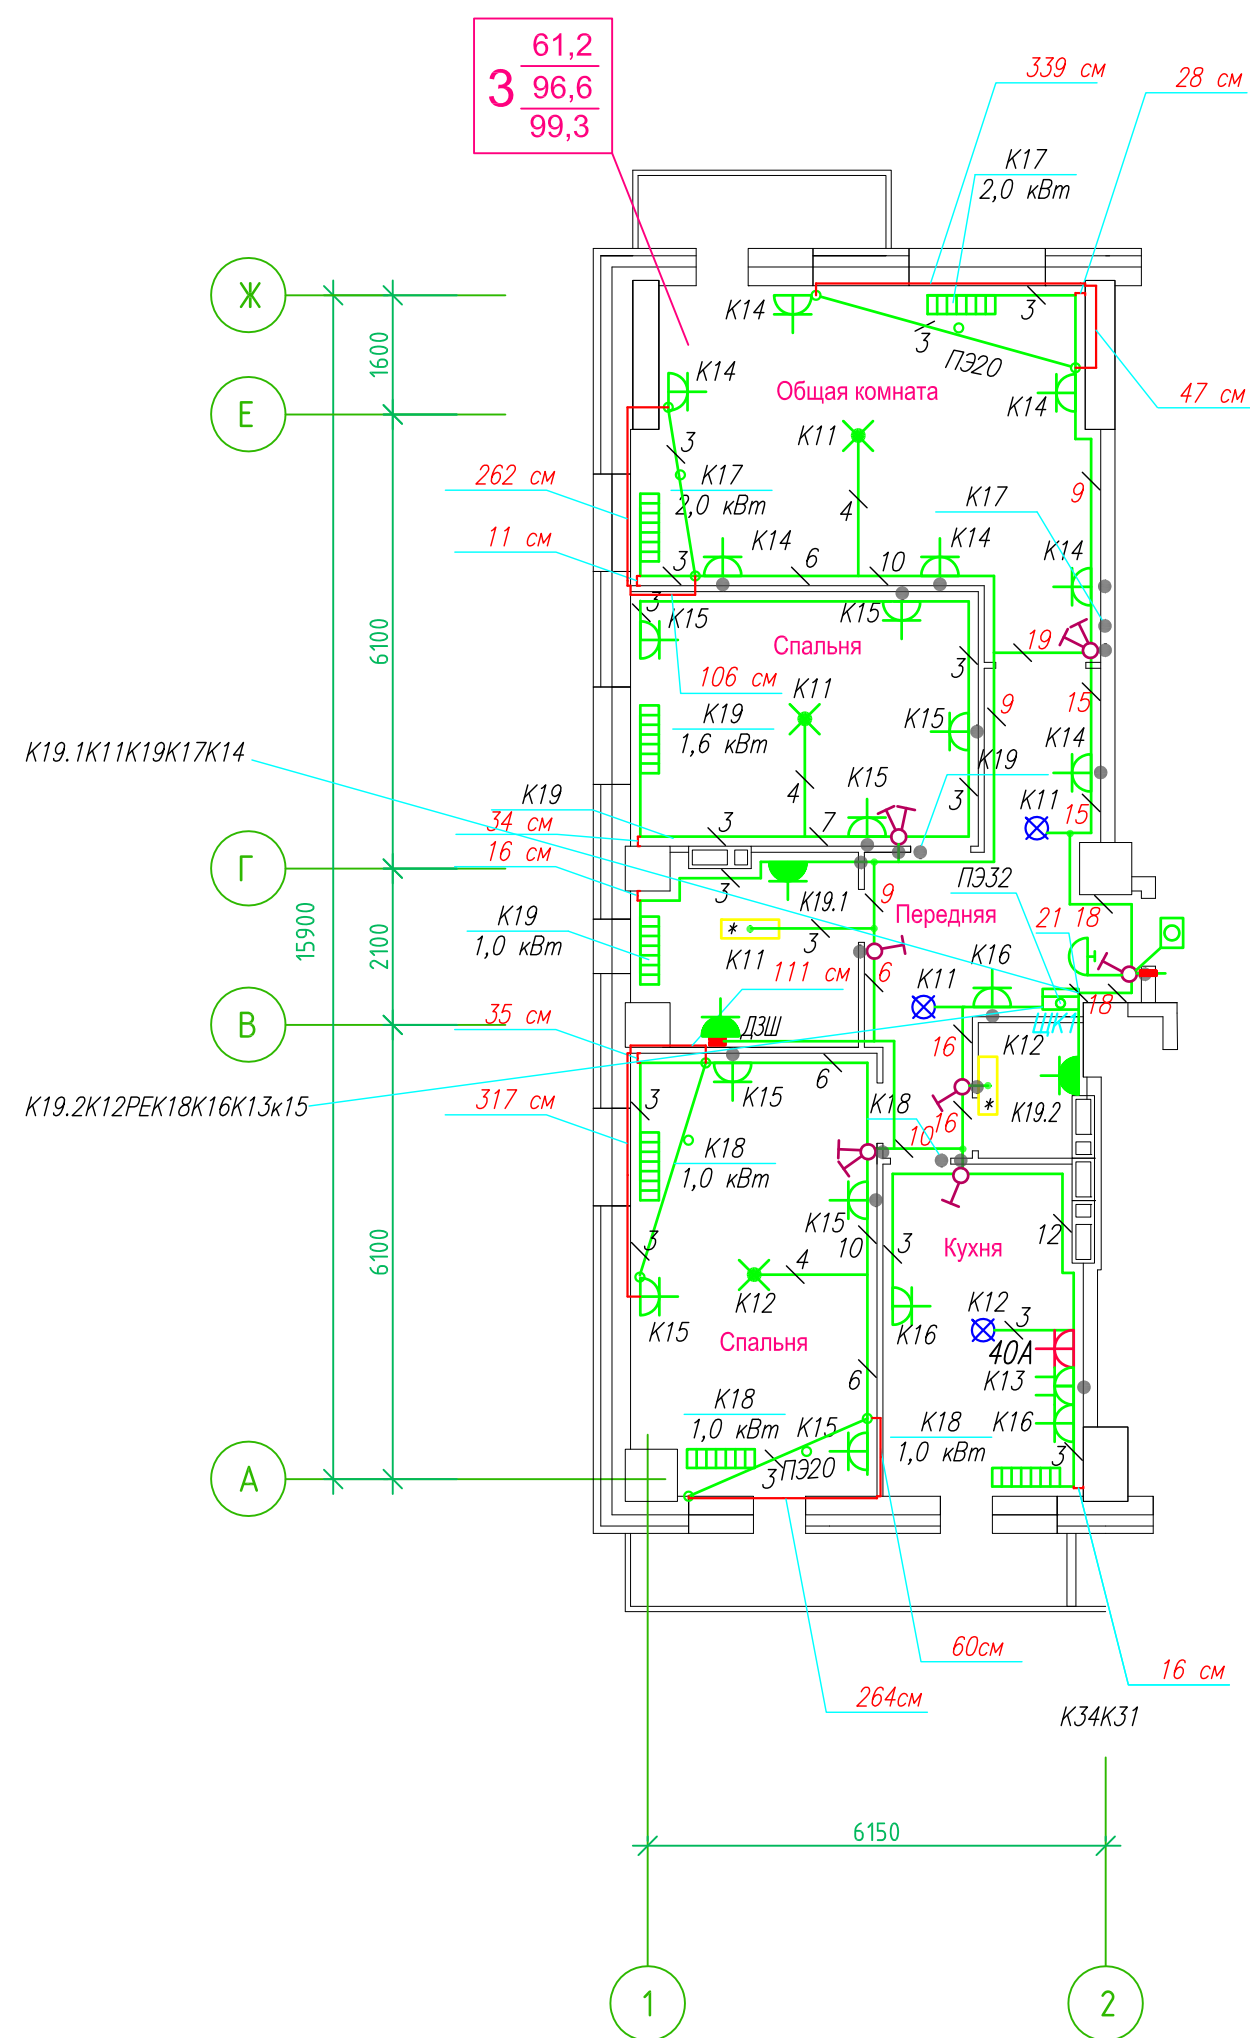 61,2
3 96,6
99,3
339 см
28 см
К17
2,0 кВт
Ж
К14
3
3
ПЭ20
1600
К14
Общая комната
К14
47 см
Е
К11
3
262 см
К17
2,0 кВт
9
К17
4
11 см
3
К14
6
10
К14
К14
3
К15
К15
6100
Спальня
19
3
106 см
К11
15
К19
1,6 кВт
9
К15
К14
К19.1К11К19К17К14
К19
4
К15
3
К19
К11
34 см
3
7
15
16 см
Г
3
К19.1
9
ПЭ32
Передняя
15900
К19
1,0 кВт
2100
*
3
21
18
К11
111 см
6
К16
К11
18
35 см
В
ДЗШ
ЩК1
16
К12
6
К15
К19.2К12РЕК18К16К13к15
317 см
3
К18
16
*
К19.2
10
К18
1,0 кВт
К15
3
10
3
12
Кухня
6100
4
К12
К12
3
К15
К16
Спальня
40А
6
К13
К18
1,0 кВт
К15
К18
1,0 кВт
К16
3
3
ПЭ20
А
60см
16 см
264см
К34К31
6150
1
2